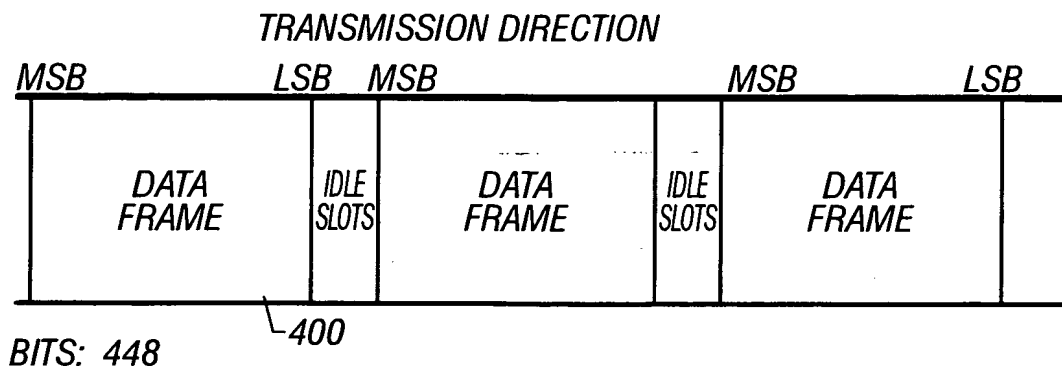 TRANSMISSION DIRECTION
MSB LSB MSB MSB LSB
DATA FRAME IDLE SLOTS DATA FRAME IDLE SLOTS DATA FRAME
400
BITS: 448